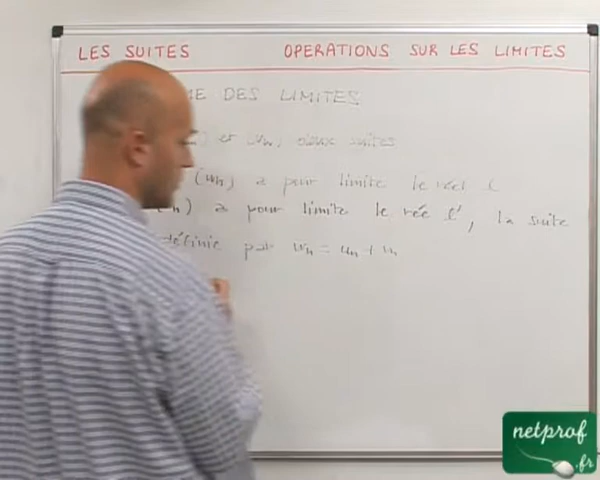 LES SUITES OPERATIONS SUR LES LIMITES
DES LIMITES
et (vn) deux suites
(un) a pour limite le réel l
a pour limite le rée l', la suite
définie par wn = un + vn
netprof
.fr